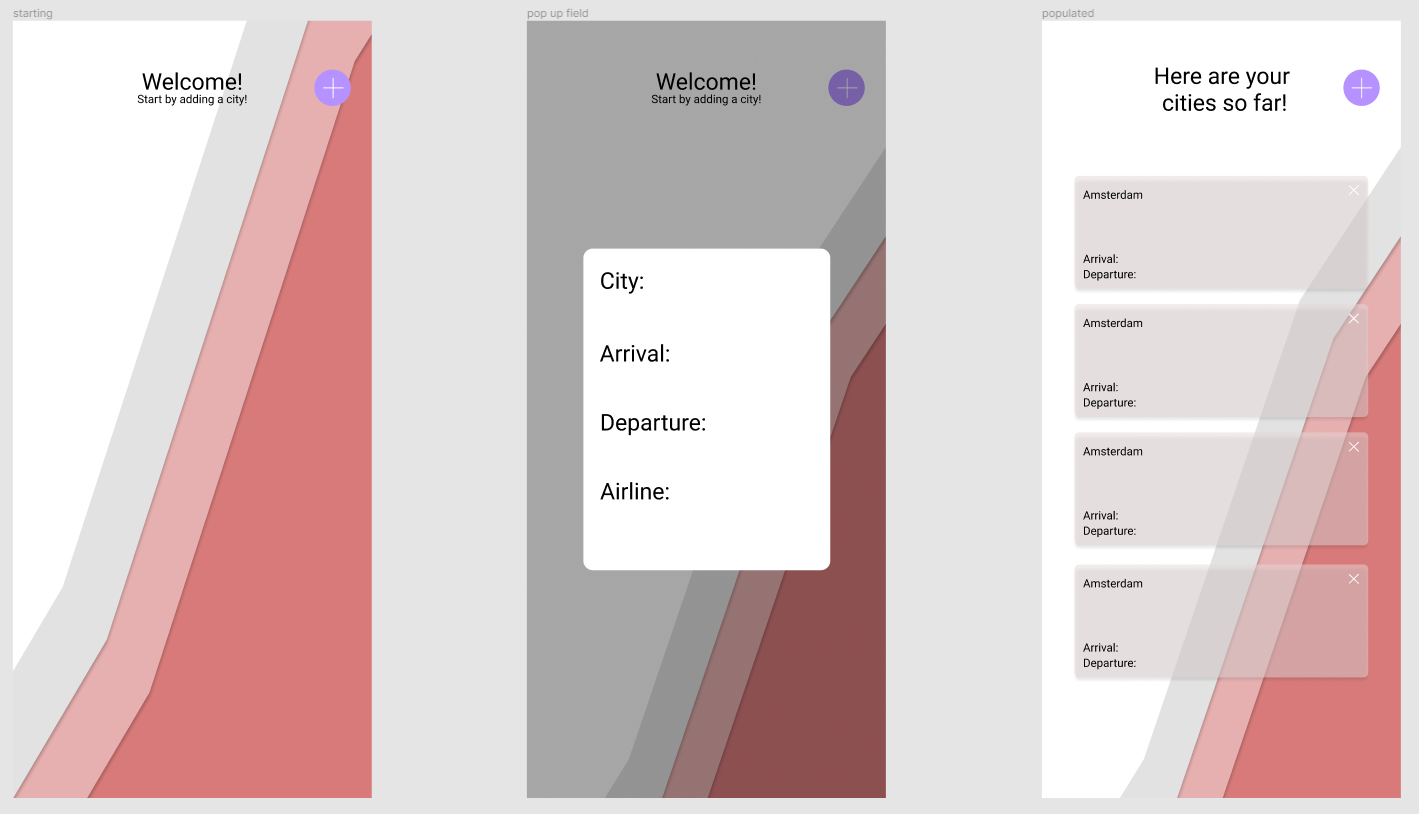 starting
Welcome!
Start by adding a city!
pop up field
Welcome!
Start by adding a city!
City:
Arrival:
Departure:
Airline:
populated
Here are your
cities so far!
Amsterdam
Arrival:
Departure:
Amsterdam
Arrival:
Departure:
Amsterdam
Arrival:
Departure:
Amsterdam
Arrival:
Departure: